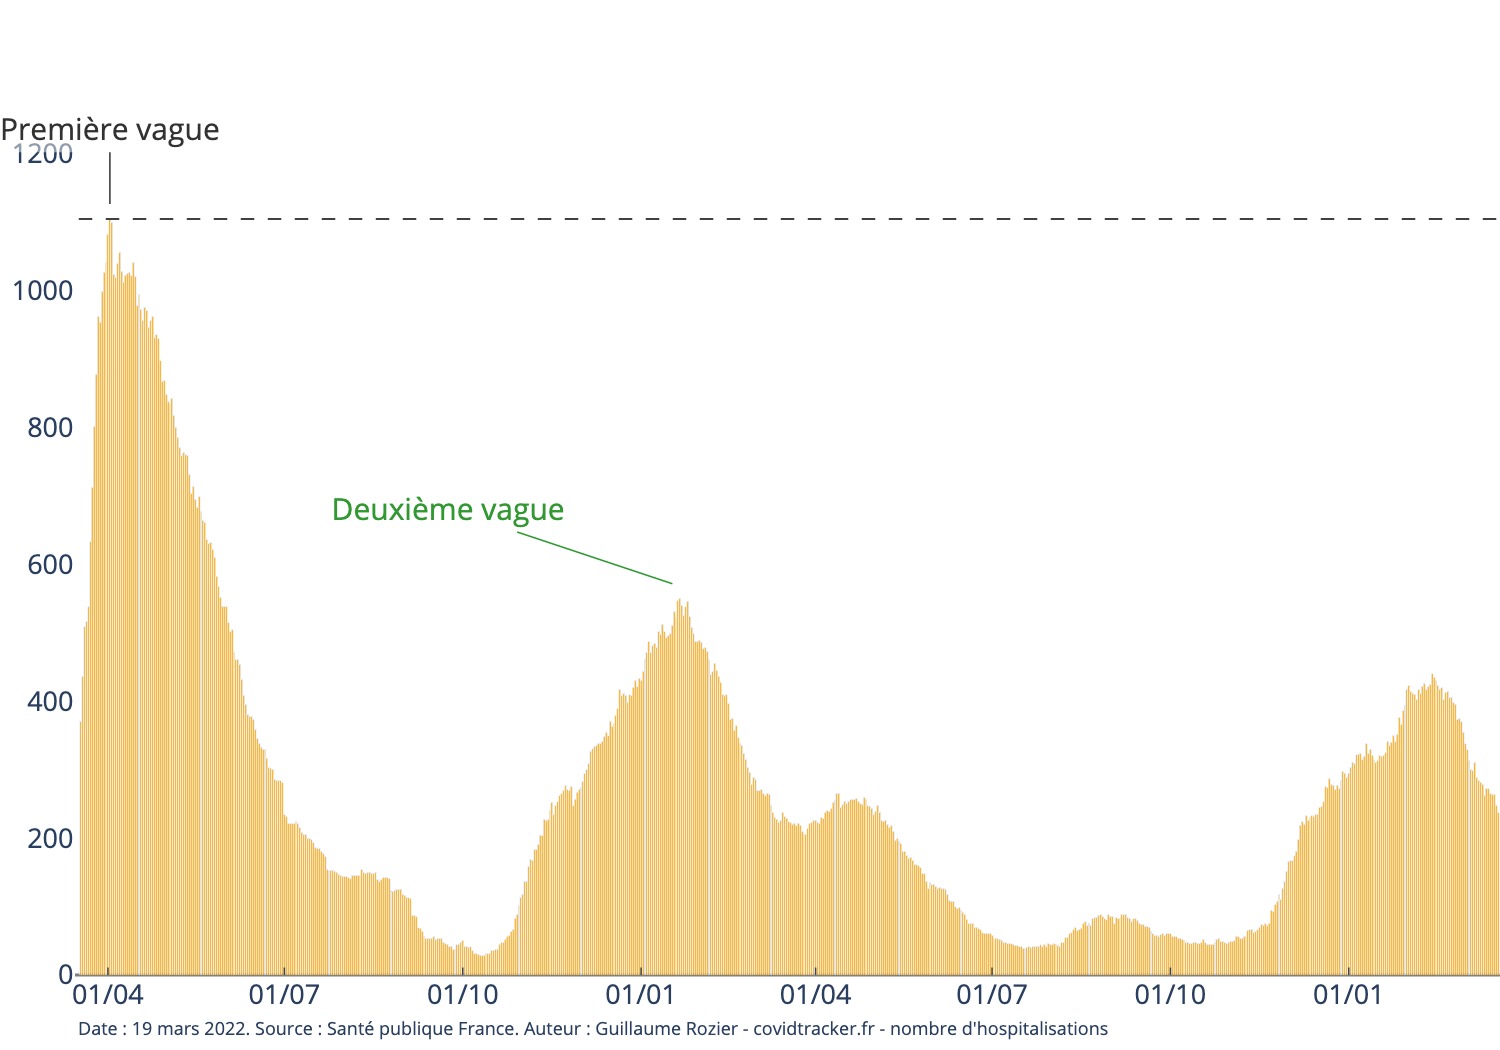 Première vague
1200
1000
800
Deuxième vague
600
400
200
0
01/04 01/07 01/10 01/01 01/04 01/07 01/10 01/01
Date : 19 mars 2022. Source : Santé publique France. Auteur : Guillaume Rozier - covidtracker.fr - nombre d'hospitalisations